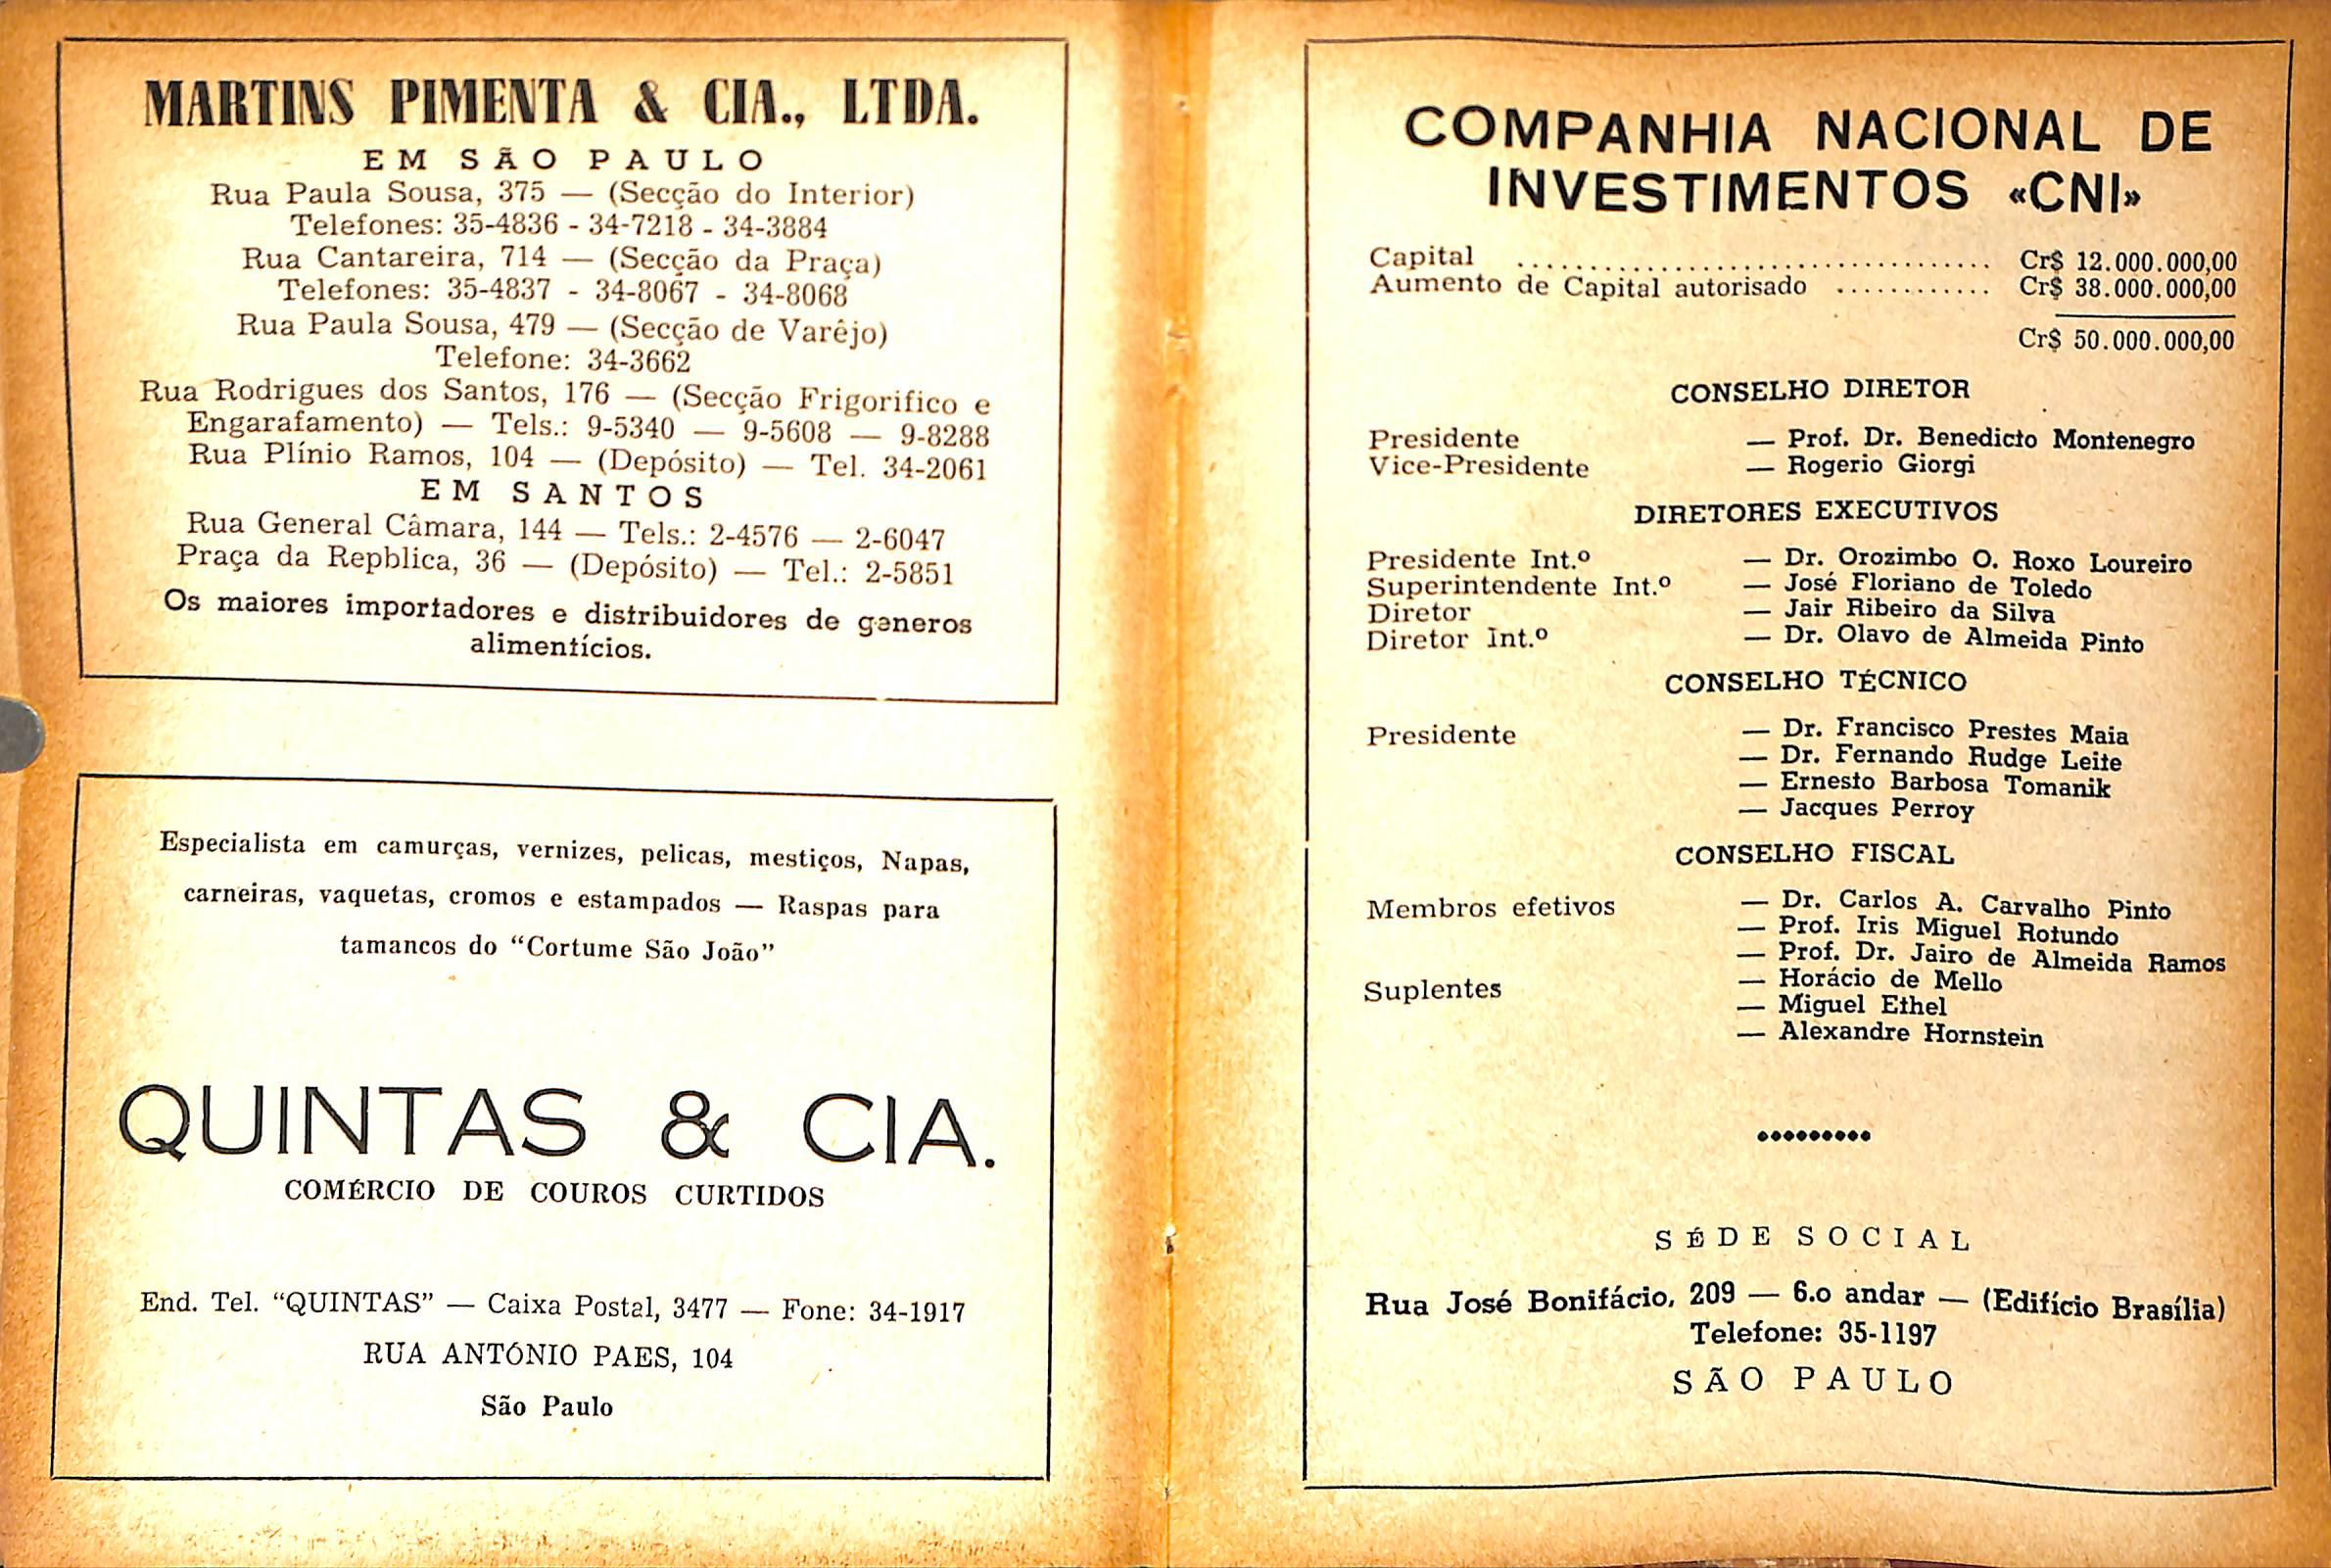 MARTINS PIMENTA & CIA., LTDA.
EM SÃO PAULO
Rua Paula Sousa, 375 — (Secção do Interior)
Telefones: 35-4836 - 34-7218 - 34-3884
Rua Cantareira, 714 — (Secção da Praça)
Telefones: 35-4837 - 34-8067 - 34-8068
Rua Paula Sousa, 479 — (Secção de Varêjo)
Telefone: 34-3662
Rua Rodrigues dos Santos, 176 — (Secção Frigorifico e
Engarafamento) — Tels.: 9-5340 — 9-5608 — 9-8288
Rua Plínio Ramos, 104 — (Depósito) — Tel. 34-2061
EM SANTOS
Rua General Câmara, 144 — Tels.: 2-4576 — 2-6047
Praça da Repblica, 36 — (Depósito) — Tel.: 2-5851
Os maiores importadores e distribuidores de generos
alimentícios.
Especialista em camurças, vernizes, pelicas, mestiços, Napas,
carneiras, vaquetas, cromos e estampados — Raspas para
tamancos do “Cortume São João”
QUINTAS & CIA.
COMÉRCIO DE COUROS CURTIDOS
End. Tel. “QUINTAS” — Caixa Postal, 3477 — Fone: 34-1917
RUA ANTÓNIO PAES, 104
São Paulo
COMPANHIA NACIONAL DE
INVESTIMENTOS «CNI»
Capital ................................. Cr$ 12.000.000,00
Aumento de Capital autorisado ........... Cr$ 38.000.000,00
Cr$ 50.000.000,00
CONSELHO DIRETOR
Presidente — Prof. Dr. Benedicto Montenegro
Vice-Presidente — Rogerio Giorgi
DIRETORES EXECUTIVOS
Presidente Int.º — Dr. Orozimbo O. Roxo Loureiro
Superintendente Int.º — José Floriano de Toledo
Diretor — Jair Ribeiro da Silva
Diretor Int.º — Dr. Olavo de Almeida Pinto
CONSELHO TÉCNICO
Presidente — Dr. Francisco Prestes Maia
— Dr. Fernando Rudge Leite
— Ernesto Barbosa Tomanik
— Jacques Perroy
CONSELHO FISCAL
Membros efetivos — Dr. Carlos A. Carvalho Pinto
— Prof. Iris Miguel Rotundo
— Prof. Dr. Jairo de Almeida Ramos
Suplentes — Horácio de Mello
— Miguel Ethel
— Alexandre Hornstein
•••••••••
SÉDE SOCIAL
Rua José Bonifácio, 209 — 6.o andar — (Edifício Brasília)
Telefone: 35-1197
SÃO PAULO